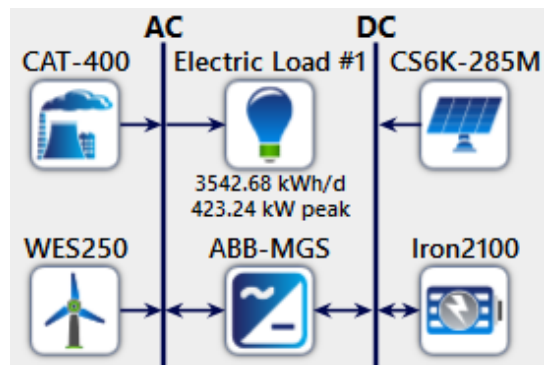 AC DC
CAT-400 Electric Load #1 CS6K-285M
3542.68 kWh/d
423.24 kW peak
WES250 ABB-MGS Iron2100